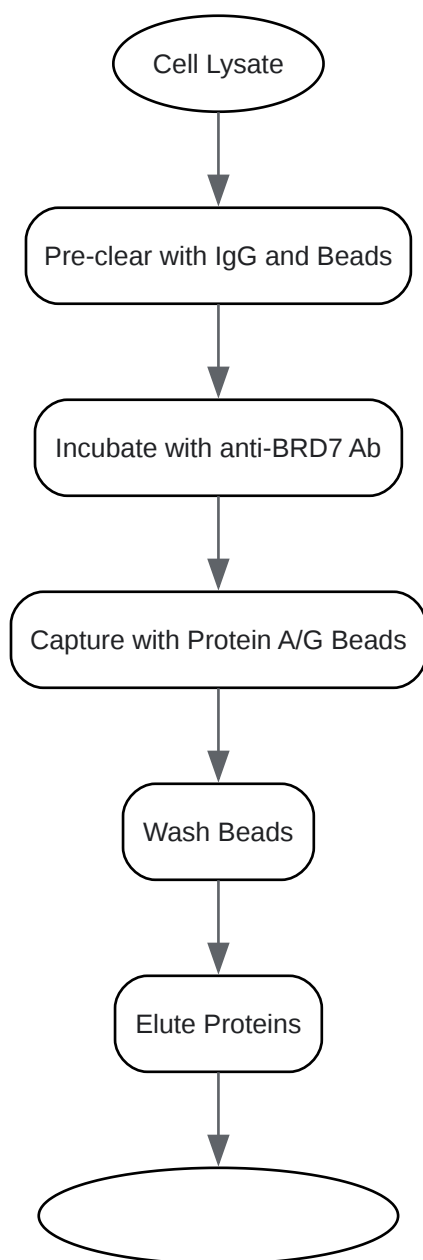 Cell Lysate
Pre-clear with IgG and Beads
Incubate with anti-BRD7 Ab
Capture with Protein A/G Beads
Wash Beads
Elute Proteins